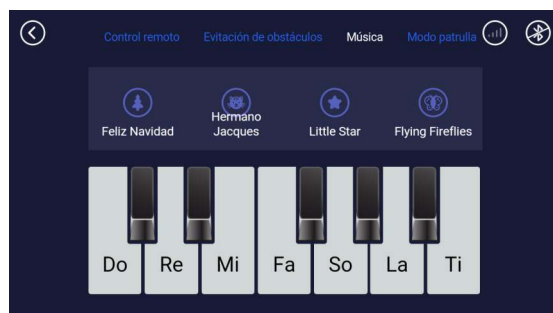 Control remoto
Evitación de obstáculos
Música
Modo patrulla
Feliz Navidad
Hermano
Jacques
Little Star
Flying Fireflies
Do
Re
Mi
Fa
So
La
Ti